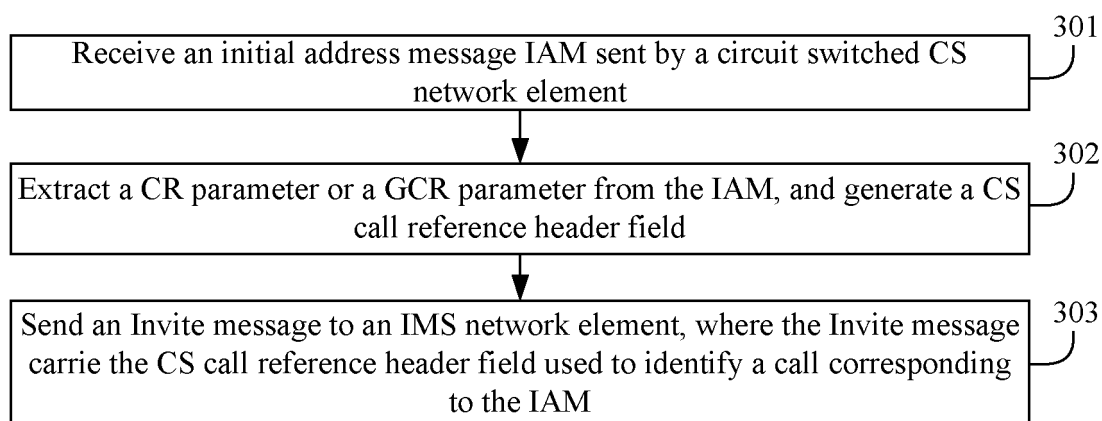 301
Receive an initial address message IAM sent by a circuit switched CS
network element
302
Extract a CR parameter or a GCR parameter from the IAM, and generate a CS
call reference header field
303
Send an Invite message to an IMS network element, where the Invite message
carrie the CS call reference header field used to identify a call corresponding
to the IAM